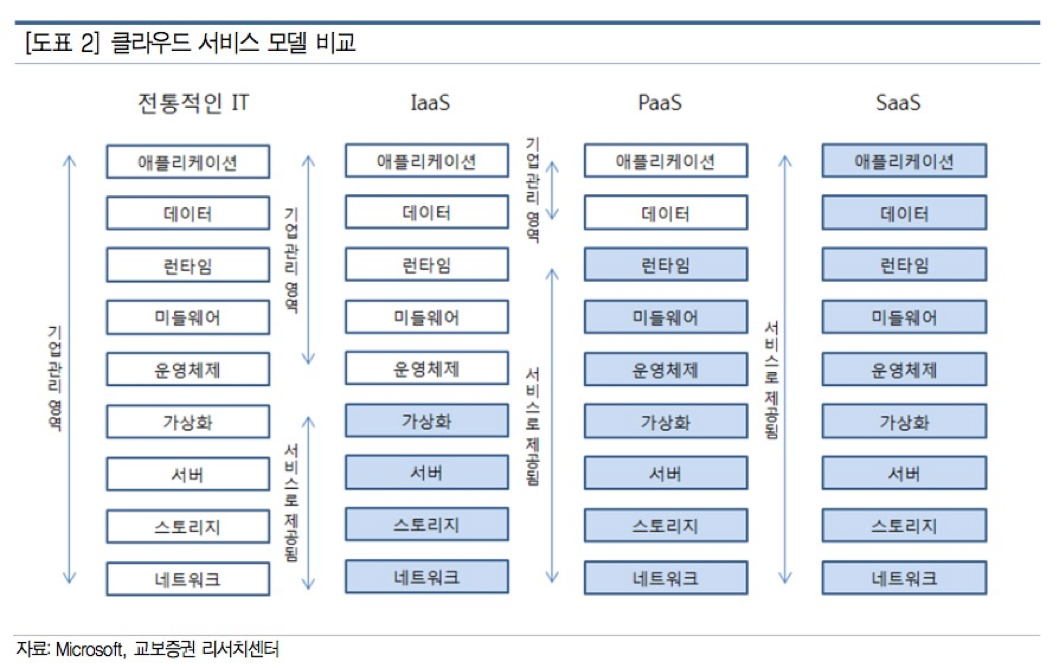 [도표 2] 클라우드 서비스 모델 비교
전통적인 IT
IaaS
PaaS
SaaS
기업 관리 영역
애플리케이션
데이터
런타임
미들웨어
운영체제
가상화
서버
스토리지
네트워크
기업 관리 영역
서비스로 제공됨
애플리케이션
데이터
런타임
미들웨어
운영체제
가상화
서버
스토리지
네트워크
기업 관리 영역
서비스로 제공됨
애플리케이션
데이터
런타임
미들웨어
운영체제
가상화
서버
스토리지
네트워크
서비스로 제공됨
애플리케이션
데이터
런타임
미들웨어
운영체제
가상화
서버
스토리지
네트워크
자료: Microsoft, 교보증권 리서치센터